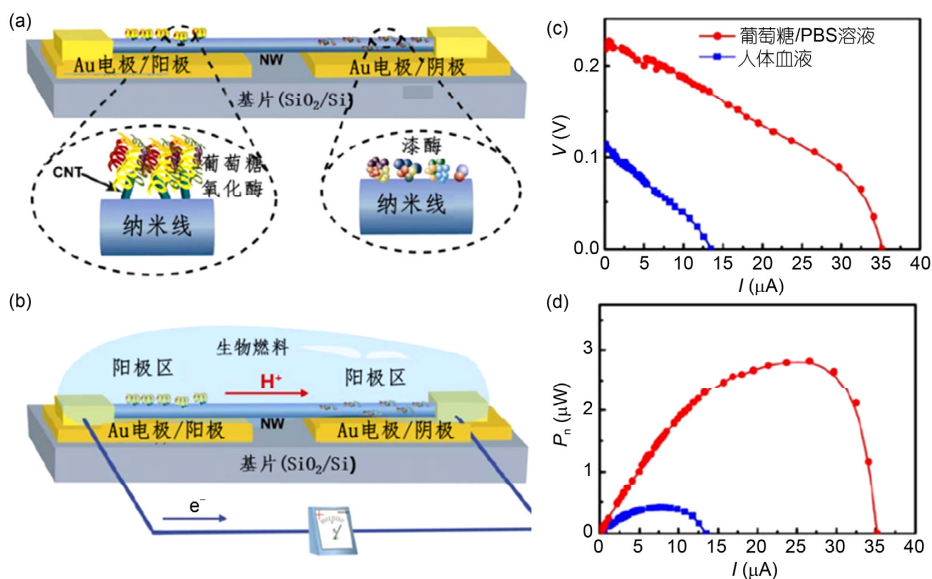 (a)
Au电极/阳极
NW
Au电极/阴极
基片(SiO₂/Si)
CNT
葡萄糖
氧化酶
纳米线
漆酶
纳米线
(b)
生物燃料
阳极区
H⁺
阳极区
Au电极/阳极
NW
Au电极/阴极
基片(SiO₂/Si)
e⁻
(c)
葡萄糖/PBS溶液
人体血液
V (V)
0.2
0.1
0.0
0 5 10 15 20 25 30 35 40
I (μA)
(d)
Pn (μW)
3
2
1
0
0 5 10 15 20 25 30 35 40
I (μA)